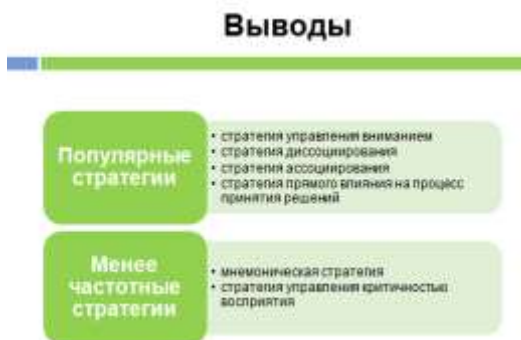 Выводы
Популярные
стратегии
• стратегия управления вниманием
• стратегия диссоциирования
• стратегия ассоциирования
• стратегия прямого влияния на процесс
принятия решений
Менее
частотные
стратегии
• мнемоническая стратегия
• стратегия управления критичностью
восприятия